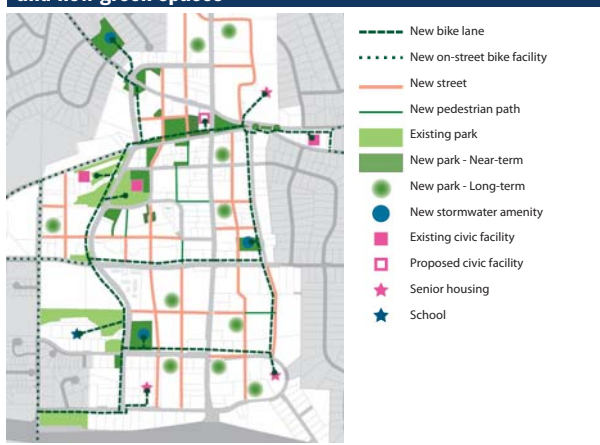 and new green spaces
New bike lane
New on-street bike facility
New street
New pedestrian path
Existing park
New park - Near-term
New park - Long-term
New stormwater amenity
Existing civic facility
Proposed civic facility
Senior housing
School